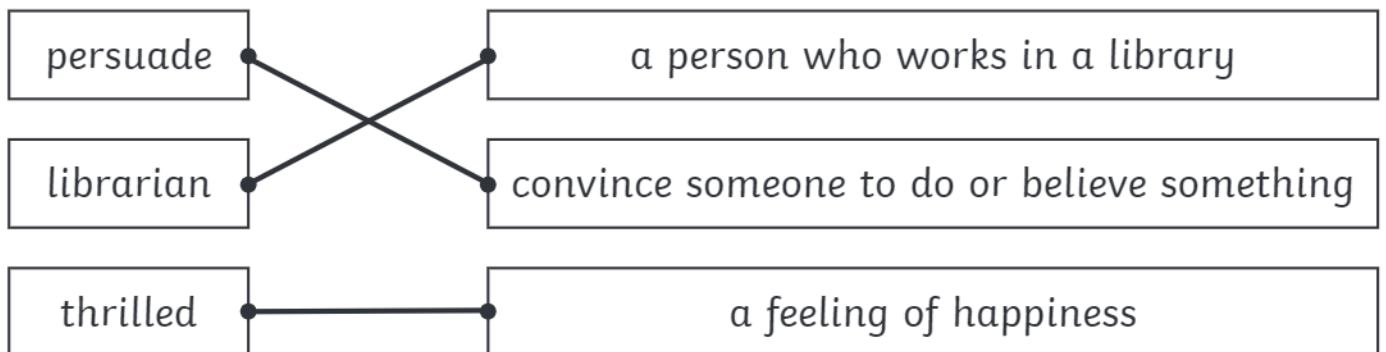 persuade a person who works in a library
librarian convince someone to do or believe something
thrilled a feeling of happiness